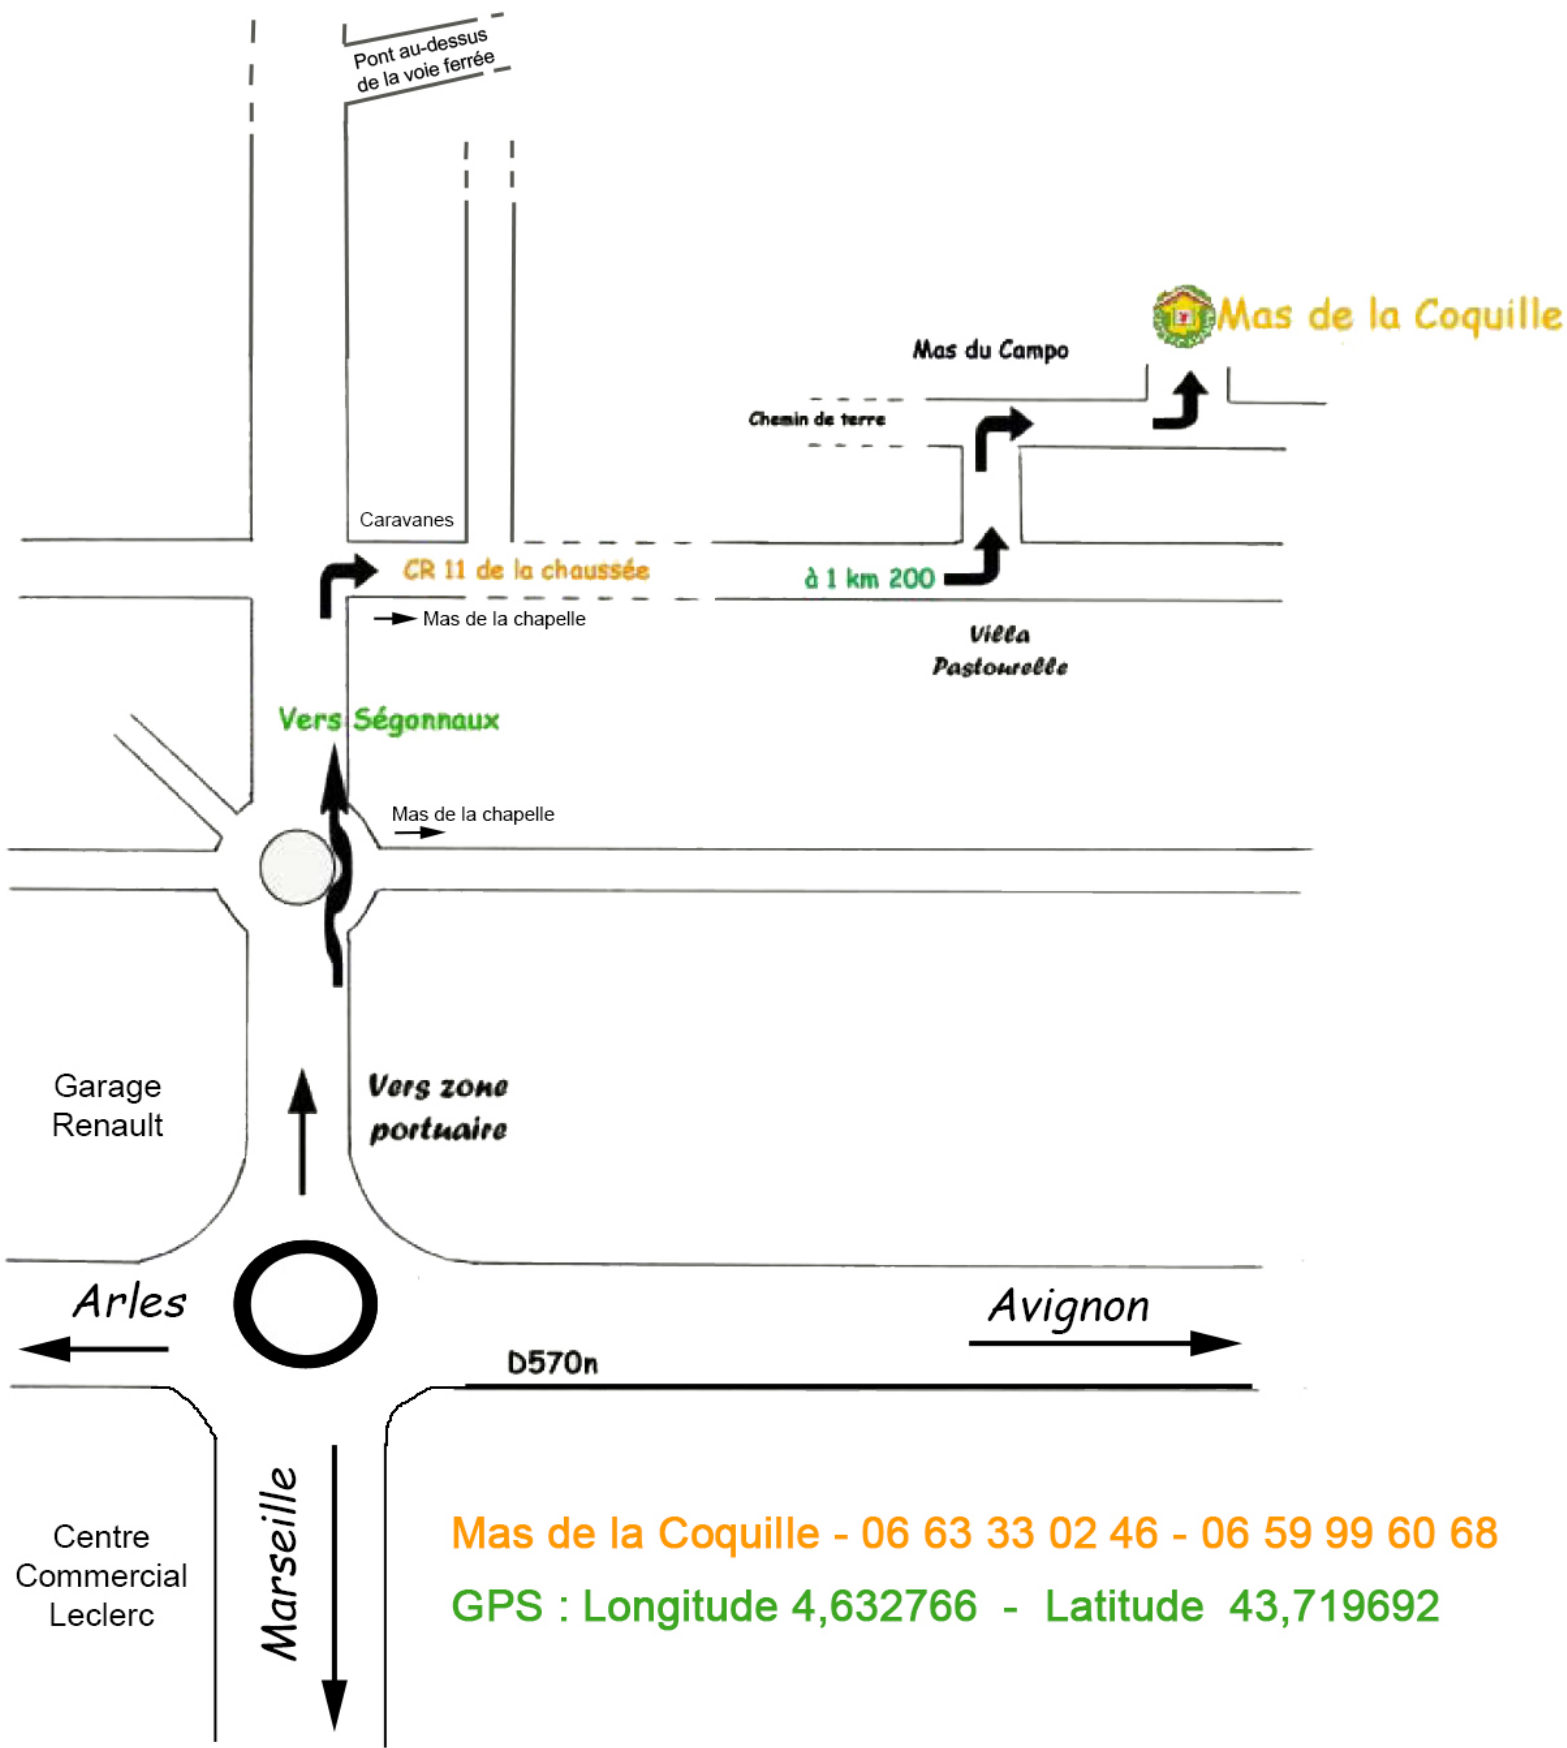 Pont au-dessus
de la voie ferrée
Mas de la Coquille
Mas du Campo
Chemin de terre
Caravanes
CR 11 de la chaussée
à 1 km 200
Mas de la chapelle
Villa
Pastourelle
Vers Ségonnaux
Mas de la chapelle
Garage
Renault
Vers zone
portuaire
Arles
Avignon
D570n
Marseille
Centre
Commercial
Leclerc
Mas de la Coquille - 06 63 33 02 46 - 06 59 99 60 68
GPS : Longitude 4,632766 - Latitude 43,719692